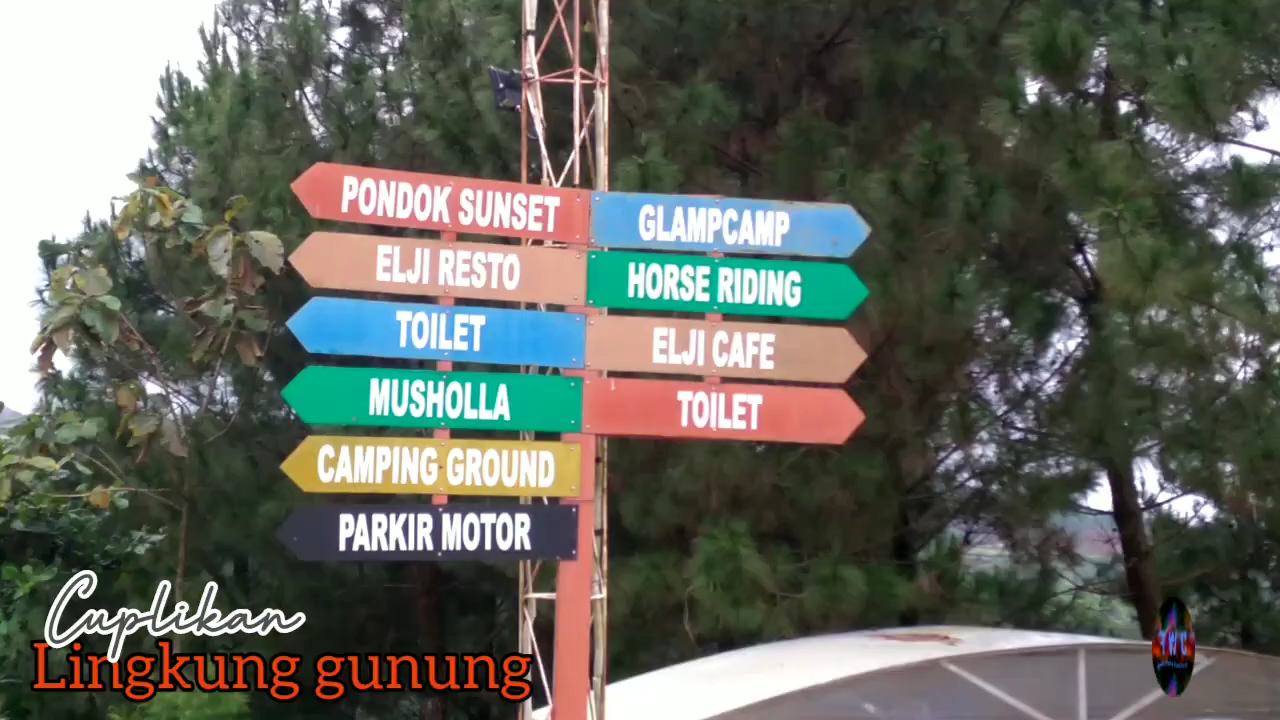 PONDOK SUNSET
GLAMPCAMP
ELJI RESTO
HORSE RIDING
TOILET
ELJI CAFE
MUSHOLLA
TOILET
CAMPING GROUND
PARKIR MOTOR
Cuplikan
Lingkung gunung